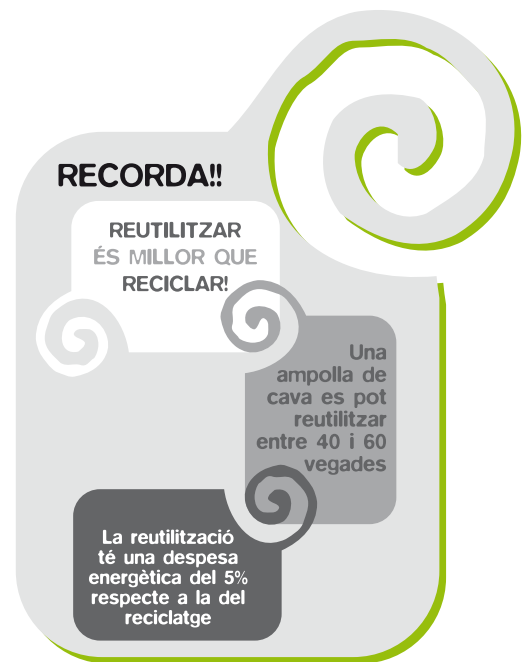 RECORDA!!
REUTILITZAR
ÉS MILLOR QUE
RECICLAR!
Una
ampolla de
cava es pot
reutilitzar
entre 40 i 60
vegades
La reutilització
té una despesa
energètica del 5%
respecte a la del
reciclatge